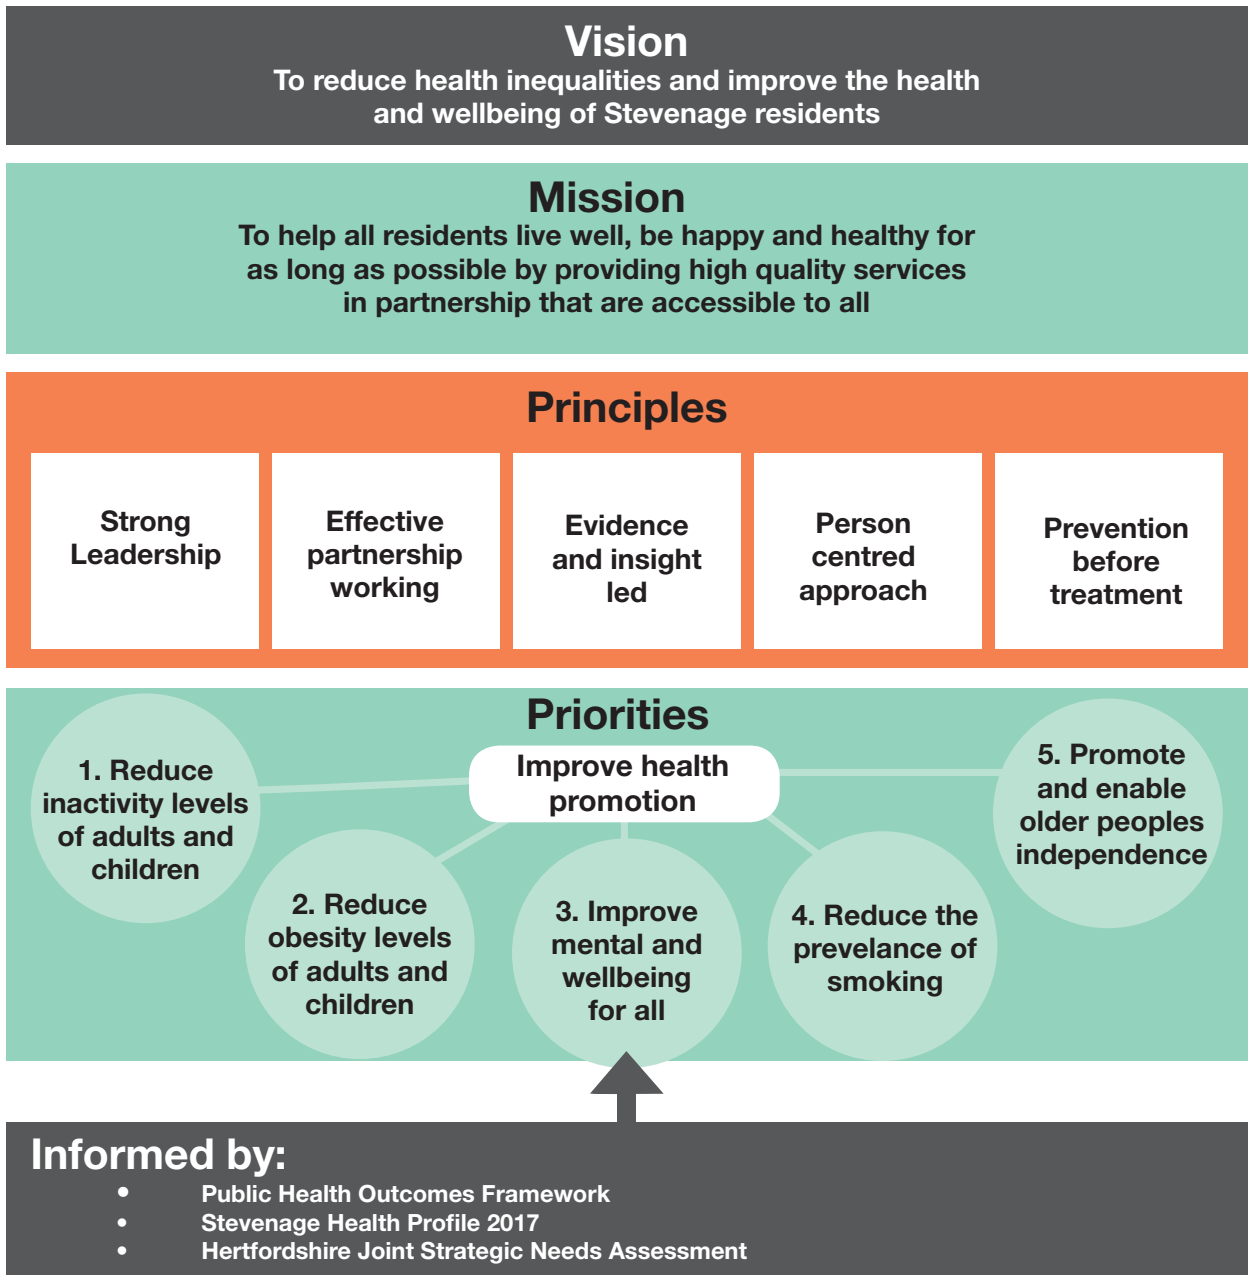 Vision
To reduce health inequalities and improve the health
and wellbeing of Stevenage residents
Mission
To help all residents live well, be happy and healthy for
as long as possible by providing high quality services
in partnership that are accessible to all
Principles
Strong
Leadership
Effective
partnership
working
Evidence
and insight
led
Person
centred
approach
Prevention
before
treatment
Priorities
Improve health
promotion
1. Reduce
inactivity levels
of adults and
children
2. Reduce
obesity levels
of adults and
children
3. Improve
mental and
wellbeing
for all
4. Reduce the
prevelance of
smoking
5. Promote
and enable
older peoples
independence
Informed by:
• Public Health Outcomes Framework
• Stevenage Health Profile 2017
• Hertfordshire Joint Strategic Needs Assessment